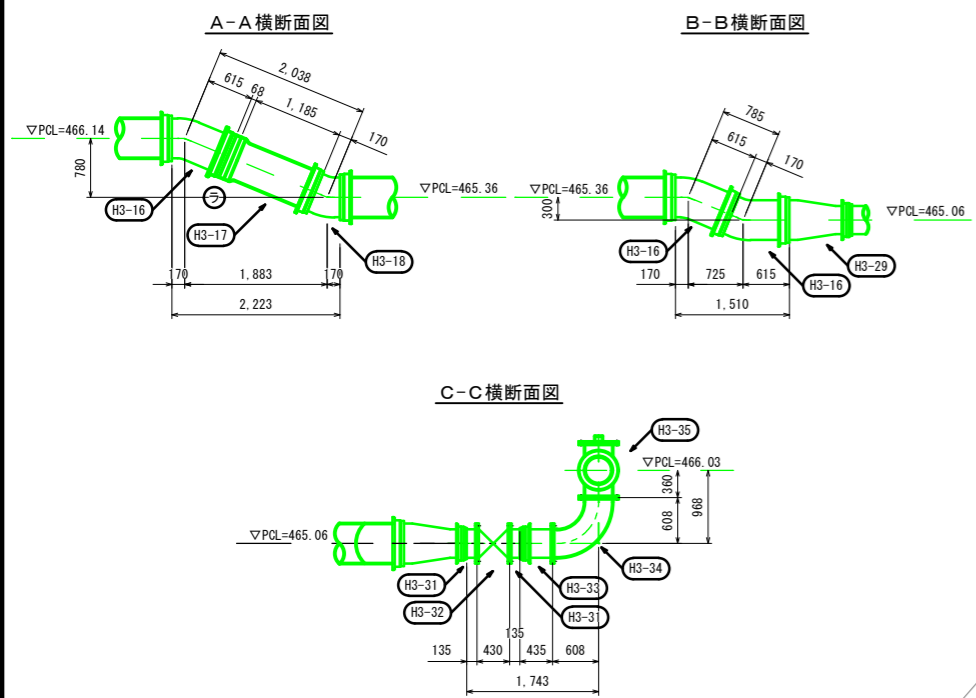 A-A横断面図
2,038
615
68
1,185
170
▽PCL=466.14
780
ラ
▽PCL=465.36
H3-16
H3-17
H3-18
170
1,883
170
2,223
B-B横断面図
785
615
170
▽PCL=465.36
300
▽PCL=465.06
H3-16
H3-29
H3-16
170
725
615
1,510
C-C横断面図
H3-35
▽PCL=466.03
360
968
608
▽PCL=465.06
H3-34
H3-31
H3-33
H3-32
H3-31
135
135
430
435
608
1,743